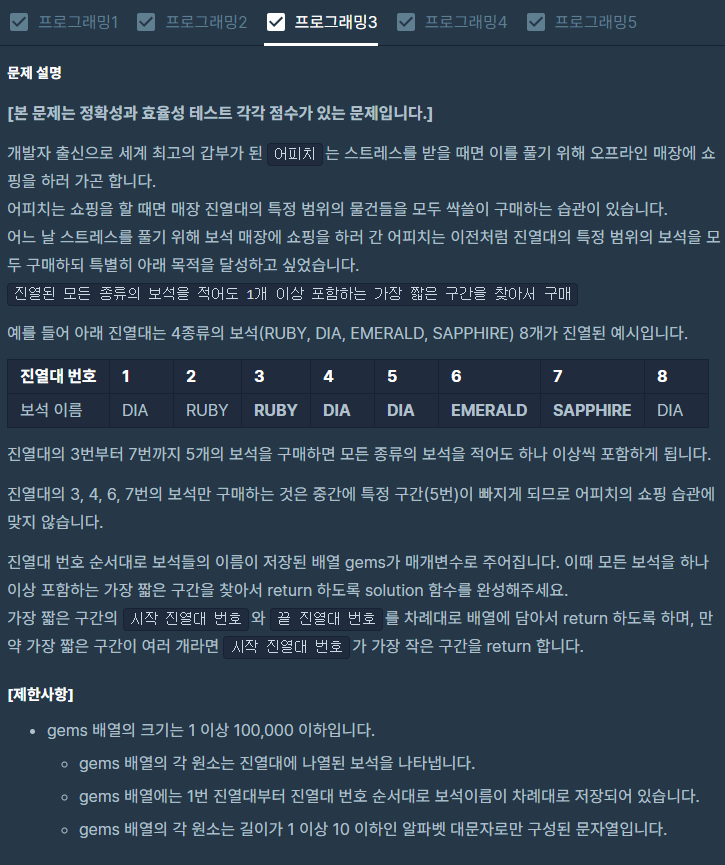 프로그래밍1 프로그래밍2 프로그래밍3 프로그래밍4 프로그래밍5
문제 설명
[본 문제는 정확성과 효율성 테스트 각각 점수가 있는 문제입니다.]
개발자 출신으로 세계 최고의 갑부가 된 어피치 는 스트레스를 받을 때면 이를 풀기 위해 오프라인 매장에 쇼
핑을 하러 가곤 합니다.
어피치는 쇼핑을 할 때면 매장 진열대의 특정 범위의 물건들을 모두 싹쓸이 구매하는 습관이 있습니다.
어느 날 스트레스를 풀기 위해 보석 매장에 쇼핑을 하러 간 어피치는 이전처럼 진열대의 특정 범위의 보석을 모
두 구매하되 특별히 아래 목적을 달성하고 싶었습니다.
진열된 모든 종류의 보석을 적어도 1개 이상 포함하는 가장 짧은 구간을 찾아서 구매
예를 들어 아래 진열대는 4종류의 보석(RUBY, DIA, EMERALD, SAPPHIRE) 8개가 진열된 예시입니다.
진열대 번호 1 2 3 4 5 6 7 8
보석 이름 DIA RUBY RUBY DIA DIA EMERALD SAPPHIRE DIA
진열대의 3번부터 7번까지 5개의 보석을 구매하면 모든 종류의 보석을 적어도 하나 이상씩 포함하게 됩니다.
진열대의 3, 4, 6, 7번의 보석만 구매하는 것은 중간에 특정 구간(5번)이 빠지게 되므로 어피치의 쇼핑 습관에
맞지 않습니다.
진열대 번호 순서대로 보석들의 이름이 저장된 배열 gems가 매개변수로 주어집니다. 이때 모든 보석을 하나
이상 포함하는 가장 짧은 구간을 찾아서 return 하도록 solution 함수를 완성해주세요.
가장 짧은 구간의 시작 진열대 번호 와 끝 진열대 번호 를 차례대로 배열에 담아서 return 하도록 하며, 만
약 가장 짧은 구간이 여러 개라면 시작 진열대 번호 가 가장 작은 구간을 return 합니다.
[제한사항]
• gems 배열의 크기는 1 이상 100,000 이하입니다.
◦ gems 배열의 각 원소는 진열대에 나열된 보석을 나타냅니다.
◦ gems 배열에는 1번 진열대부터 진열대 번호 순서대로 보석이름이 차례대로 저장되어 있습니다.
◦ gems 배열의 각 원소는 길이가 1 이상 10 이하인 알파벳 대문자로만 구성된 문자열입니다.